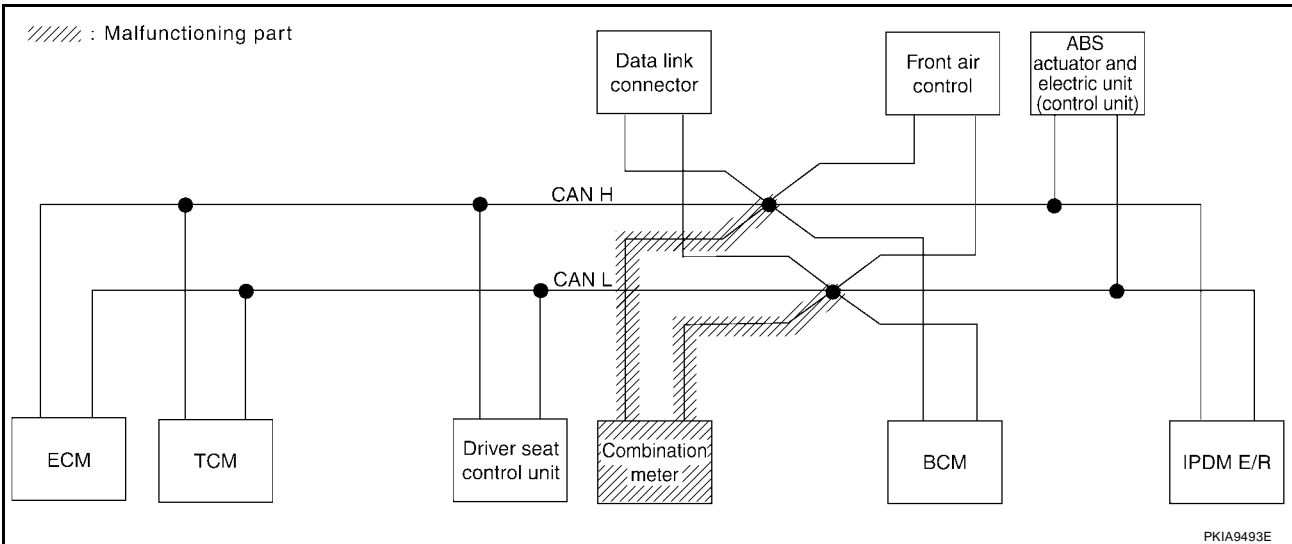 : Malfunctioning part
Data link
connector
Front air
control
ABS
actuator and
electric unit
(control unit)
CAN H
CAN L
ECM
TCM
Driver seat
control unit
Combination
meter
BCM
IPDM E/R
PKIA9493E